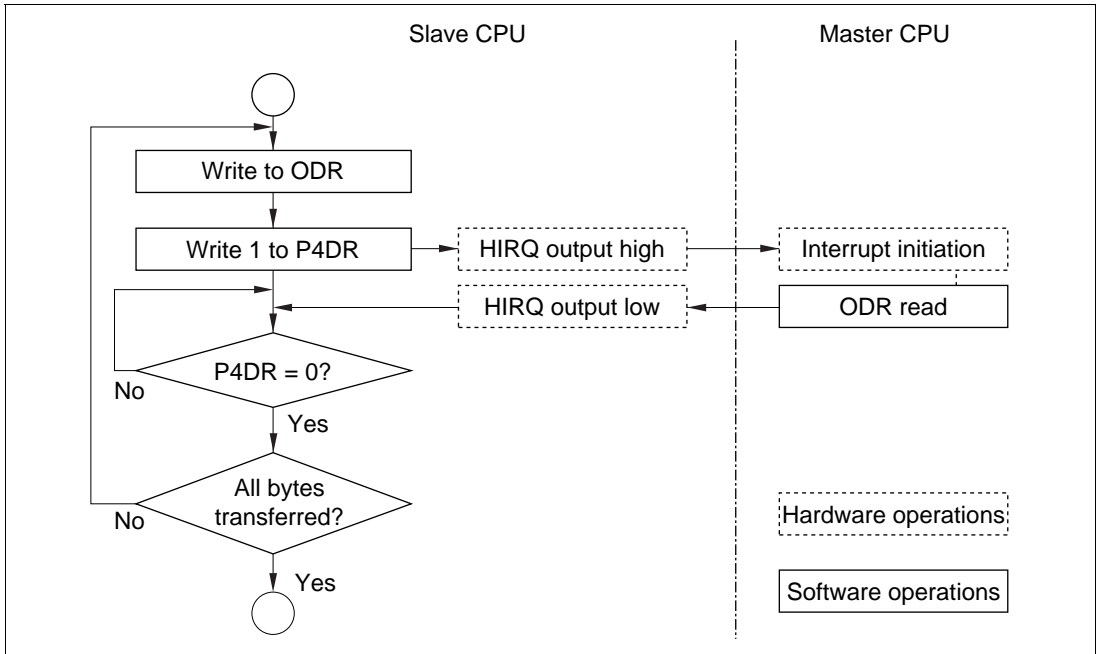 Slave CPU
Master CPU
Write to ODR
Write 1 to P4DR
HIRQ output high
Interrupt initiation
HIRQ output low
ODR read
P4DR = 0?
No
Yes
All bytes
transferred?
No
Yes
Hardware operations
Software operations